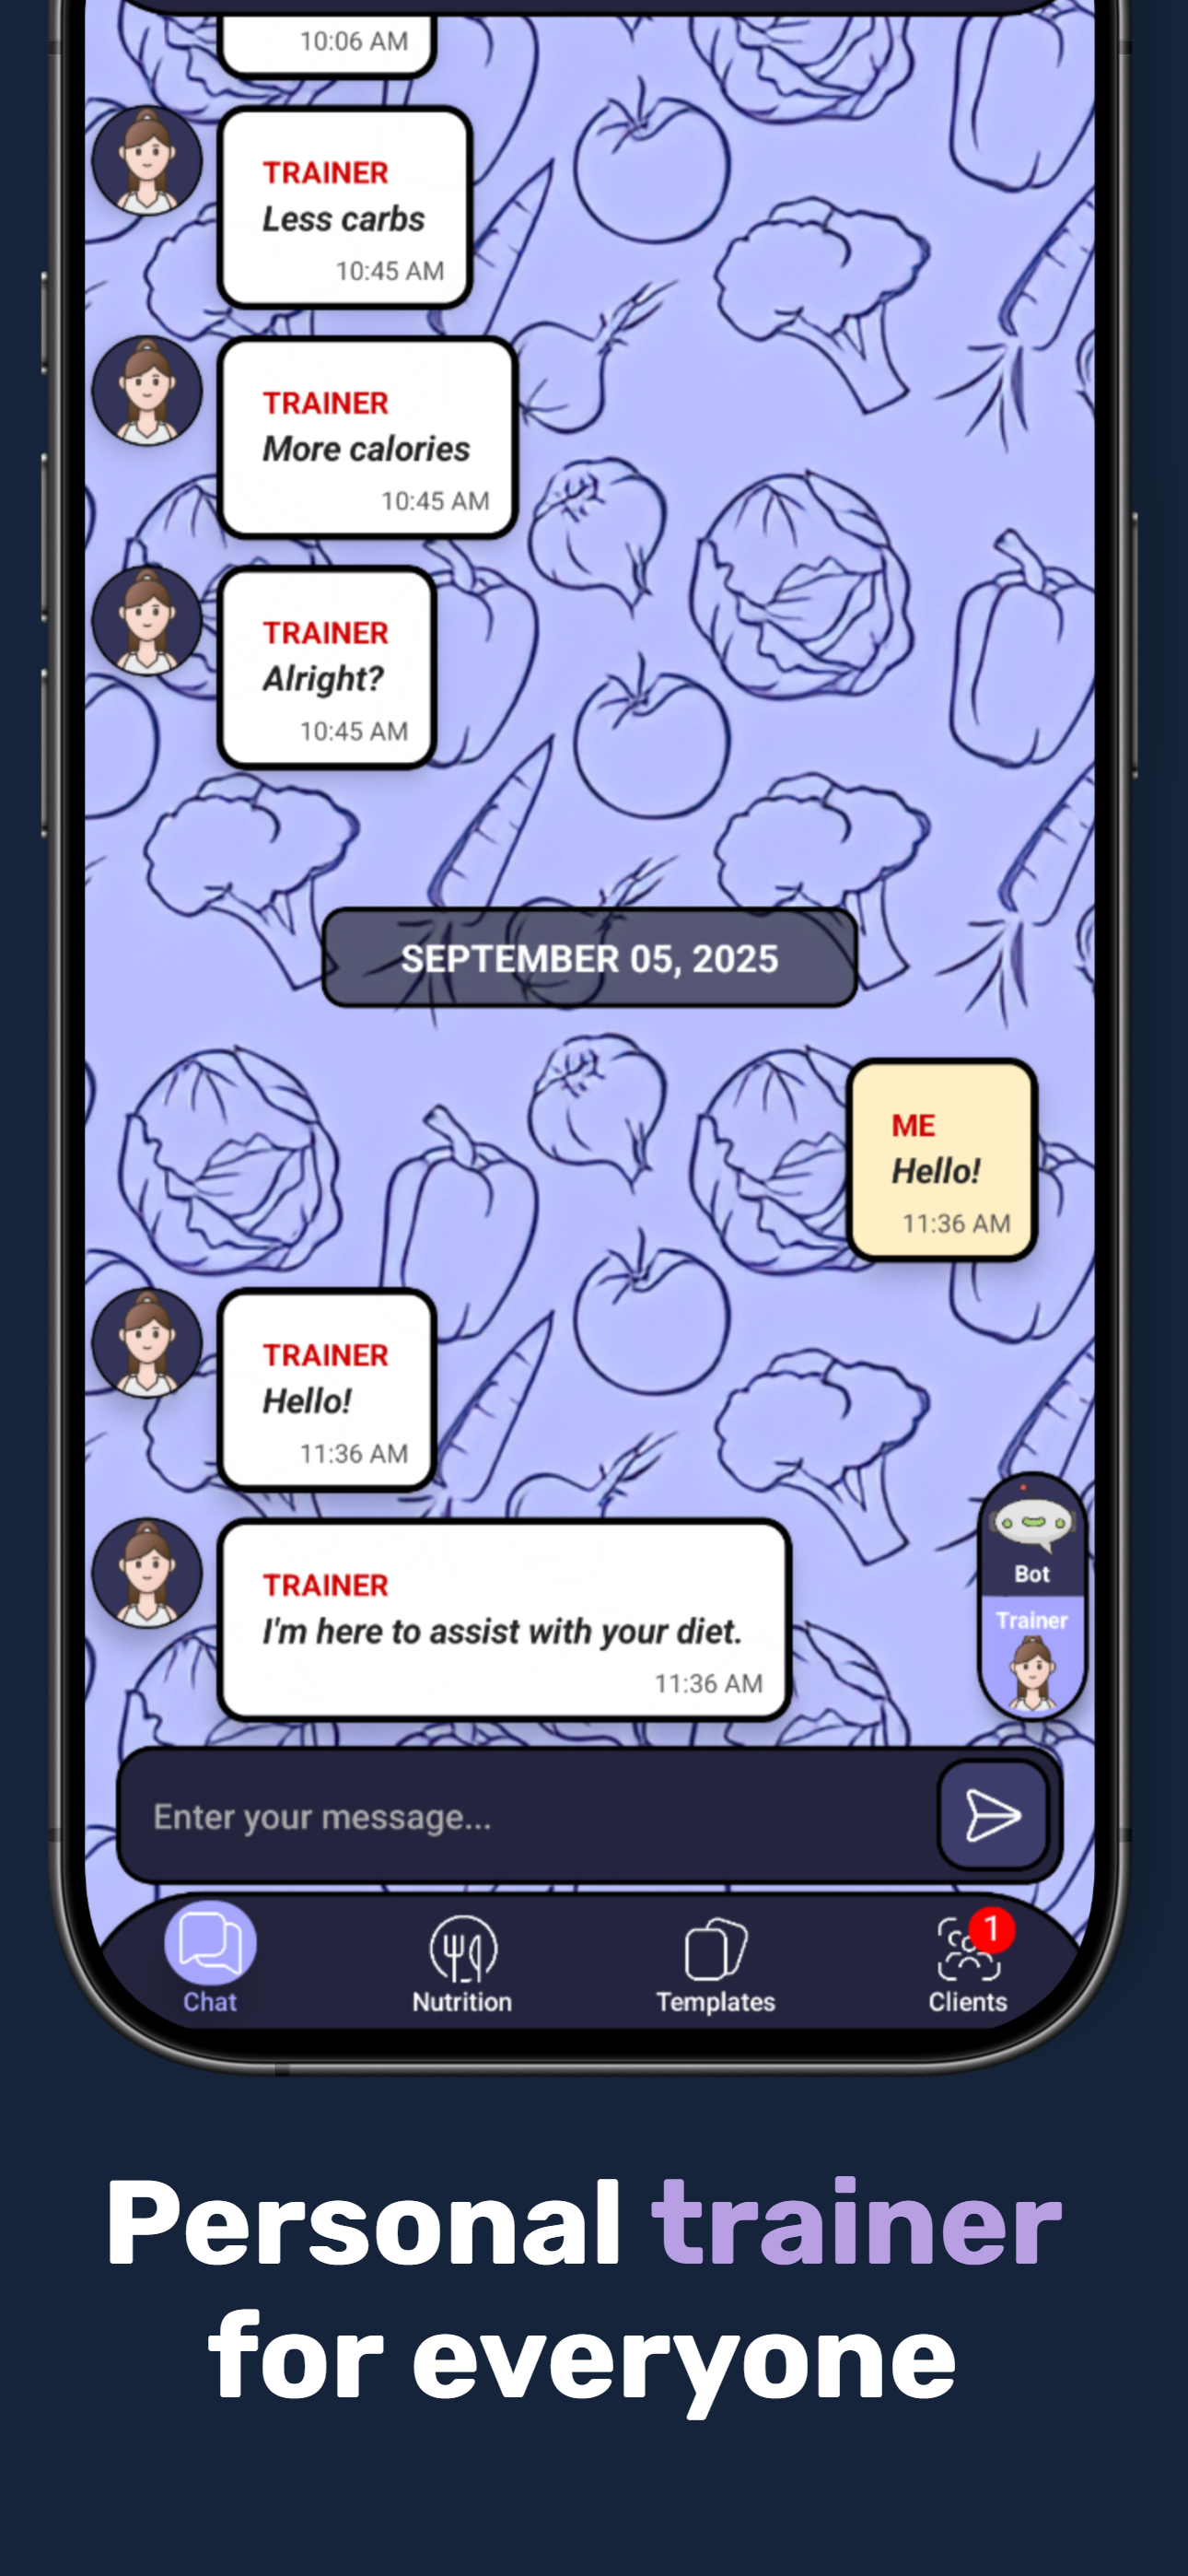 10:06 AM
TRAINER
Less carbs
10:45 AM
TRAINER
More calories
10:45 AM
TRAINER
Alright?
10:45 AM
SEPTEMBER 05, 2025
ME
Hello!
11:36 AM
TRAINER
Hello!
11:36 AM
TRAINER
I'm here to assist with your diet.
11:36 AM
Bot
Trainer
Enter your message...
1
Chat
Nutrition
Templates
Clients
Personal trainer
for everyone